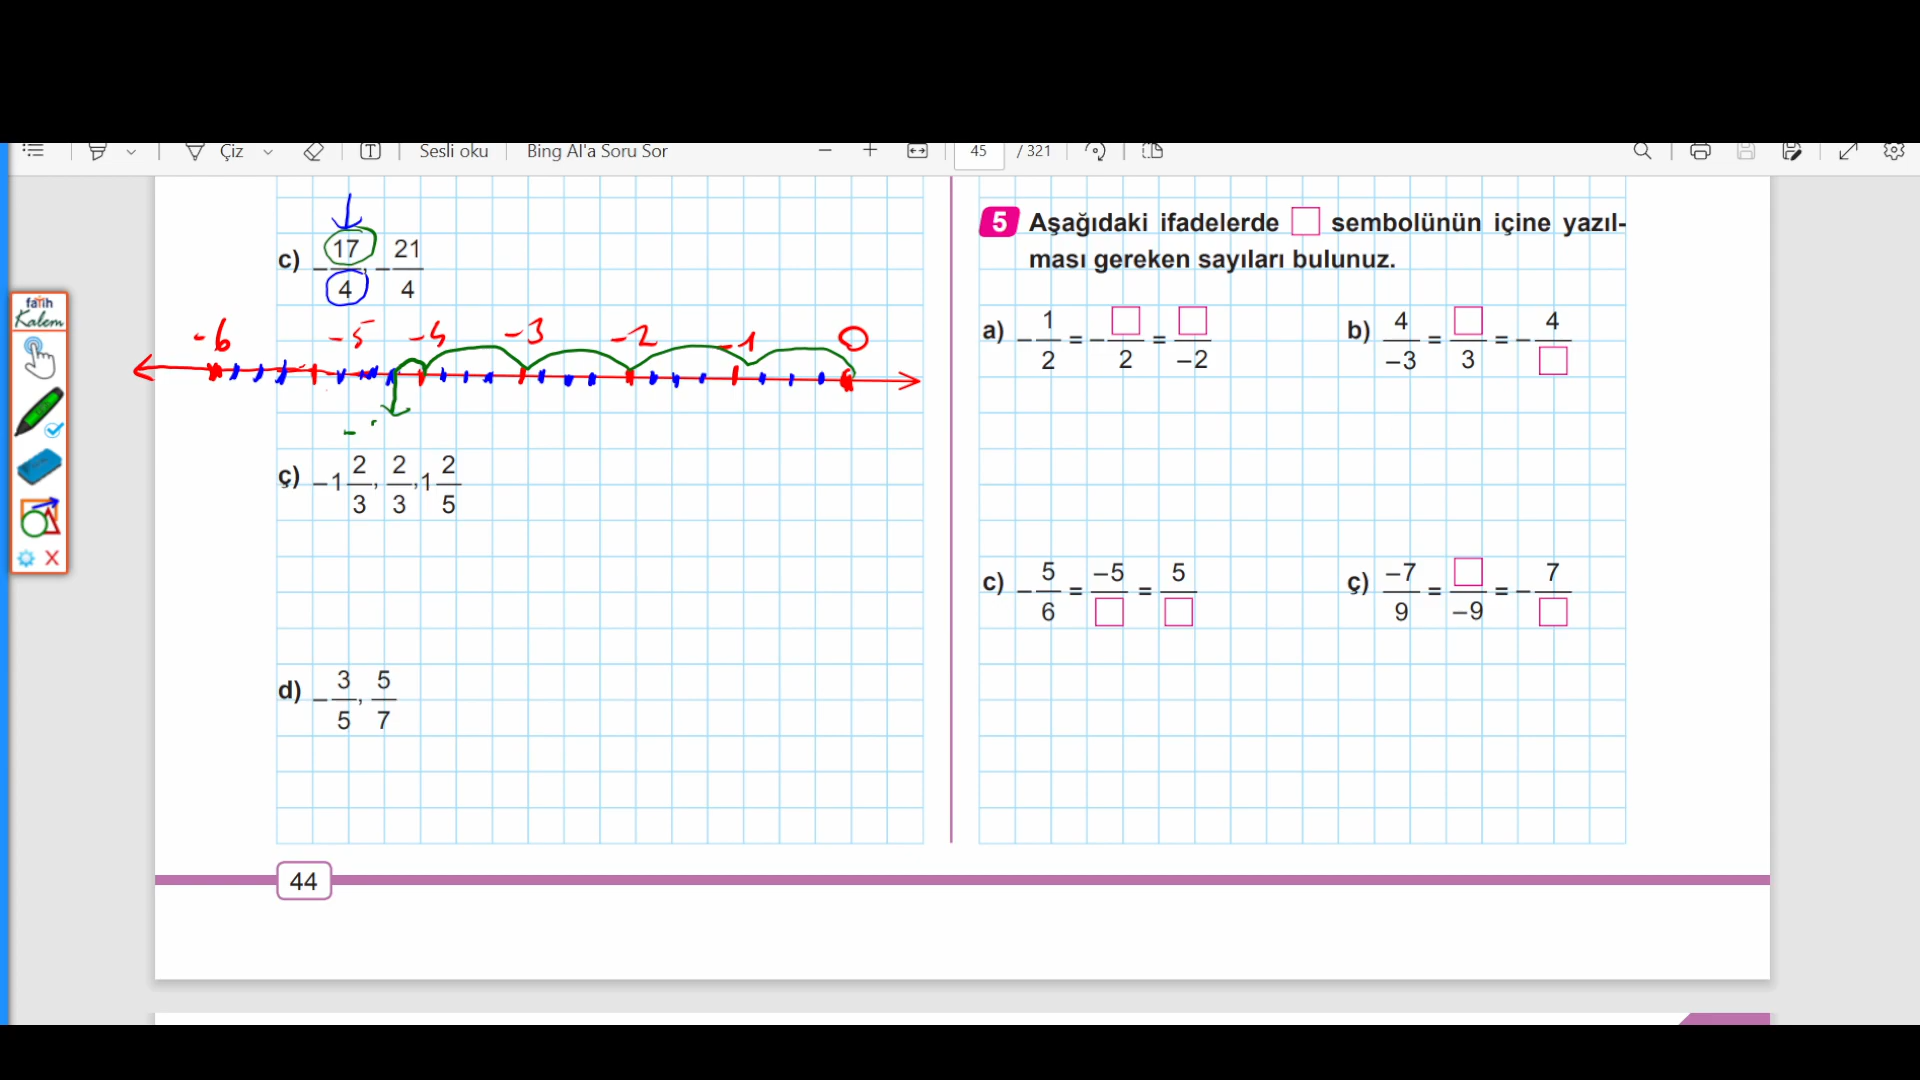 Çiz
Sesli oku
Bing AI'a Soru Sor
45
/ 321
c) -17/4, -21/4
-6 -5 -4 -3 -2 -1 0
ç) -1 2/3, 2/3, 1 2/5
d) -3/5, 5/7
44
5 Aşağıdaki ifadelerde □ sembolünün içine yazıl-
ması gereken sayıları bulunuz.
a) -1/2 = -□/2 = □/-2
b) 4/-3 = □/3 = -4/□
c) -5/6 = -5/□ = 5/□
ç) -7/9 = □/-9 = -7/□
fatih
Kalem